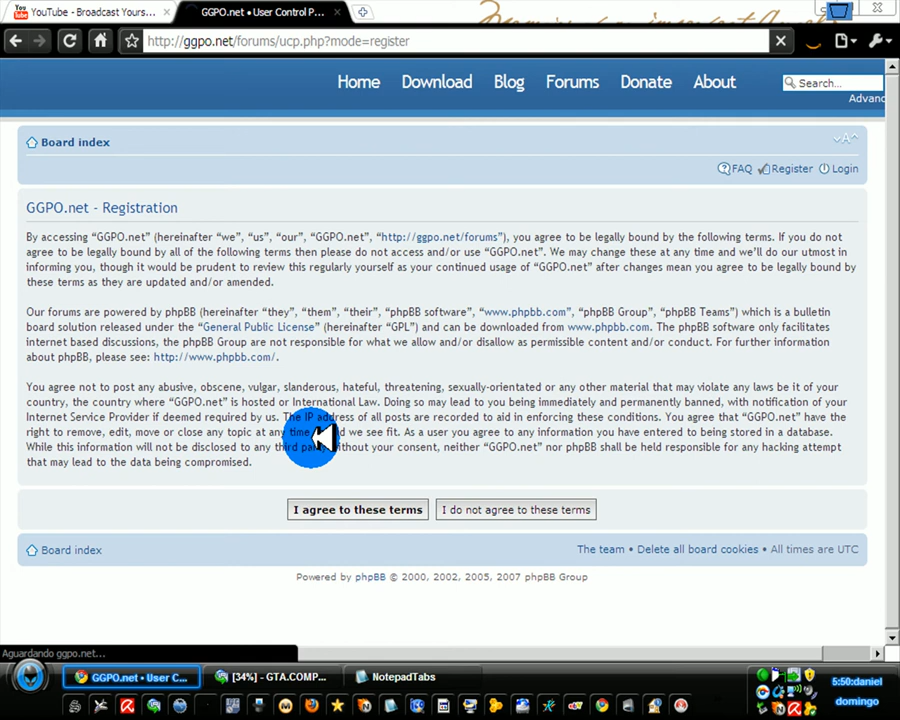 YouTube - Broadcast Yours...
GGPO.net • User Control P...
http://ggpo.net/forums/ucp.php?mode=register
Home Download Blog Forums Donate About
Search...
Advanc
Board index
FAQ Register Login
GGPO.net - Registration
By accessing “GGPO.net” (hereinafter “we”, “us”, “our”, “GGPO.net”, “http://ggpo.net/forums”), you agree to be legally bound by the following terms. If you do not
agree to be legally bound by all of the following terms then please do not access and/or use “GGPO.net”. We may change these at any time and we’ll do our utmost in
informing you, though it would be prudent to review this regularly yourself as your continued usage of “GGPO.net” after changes mean you agree to be legally bound by
these terms as they are updated and/or amended.
Our forums are powered by phpBB (hereinafter “they”, “them”, “their”, “phpBB software”, “www.phpbb.com”, “phpBB Group”, “phpBB Teams”) which is a bulletin
board solution released under the “General Public License” (hereinafter “GPL”) and can be downloaded from www.phpbb.com. The phpBB software only facilitates
internet based discussions, the phpBB Group are not responsible for what we allow and/or disallow as permissible content and/or conduct. For further information
about phpBB, please see: http://www.phpbb.com/.
You agree not to post any abusive, obscene, vulgar, slanderous, hateful, threatening, sexually-orientated or any other material that may violate any laws be it of your
country, the country where “GGPO.net” is hosted or International Law. Doing so may lead to you being immediately and permanently banned, with notification of your
Internet Service Provider if deemed required by us. The IP address of all posts are recorded to aid in enforcing these conditions. You agree that “GGPO.net” have the
right to remove, edit, move or close any topic at any time we see fit. As a user you agree to any information you have entered to being stored in a database.
While this information will not be disclosed to any third party without your consent, neither “GGPO.net” nor phpBB shall be held responsible for any hacking attempt
that may lead to the data being compromised.
I agree to these terms I do not agree to these terms
Board index
The team • Delete all board cookies • All times are UTC
Powered by phpBB © 2000, 2002, 2005, 2007 phpBB Group
Aguardando ggpo.net...
GGPO.net • User C...
[34%] - GTA.COMP...
NotepadTabs
5:50:daniel
domingo